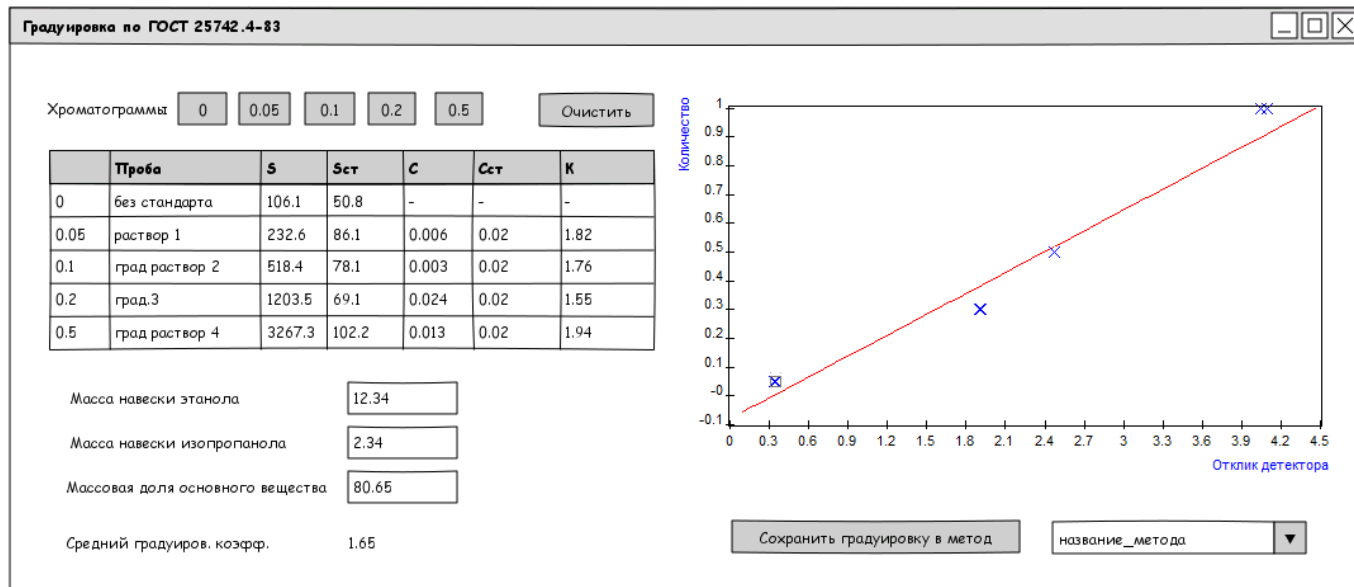 Градуировка по ГОСТ 25742.4-83
Хроматограммы 0 0.05 0.1 0.2 0.5 Очистить
Проба S Sст C Cст К
0 без стандарта 106.1 50.8 - - -
0.05 раствор 1 232.6 86.1 0.006 0.02 1.82
0.1 град раствор 2 518.4 78.1 0.003 0.02 1.76
0.2 град.3 1203.5 69.1 0.024 0.02 1.55
0.5 град раствор 4 3267.3 102.2 0.013 0.02 1.94
Масса навески этанола 12.34
Масса навески изопропанола 2.34
Массовая доля основного вещества 80.65
Средний градуиров. коэфф. 1.65
Количество
1
0.9
0.8
0.7
0.6
0.5
0.4
0.3
0.2
0.1
-0
-0.1
0 0.3 0.6 0.9 1.2 1.5 1.8 2.1 2.4 2.7 3 3.3 3.6 3.9 4.2 4.5
Отклик детектора
Сохранить градуировку в метод название_метода